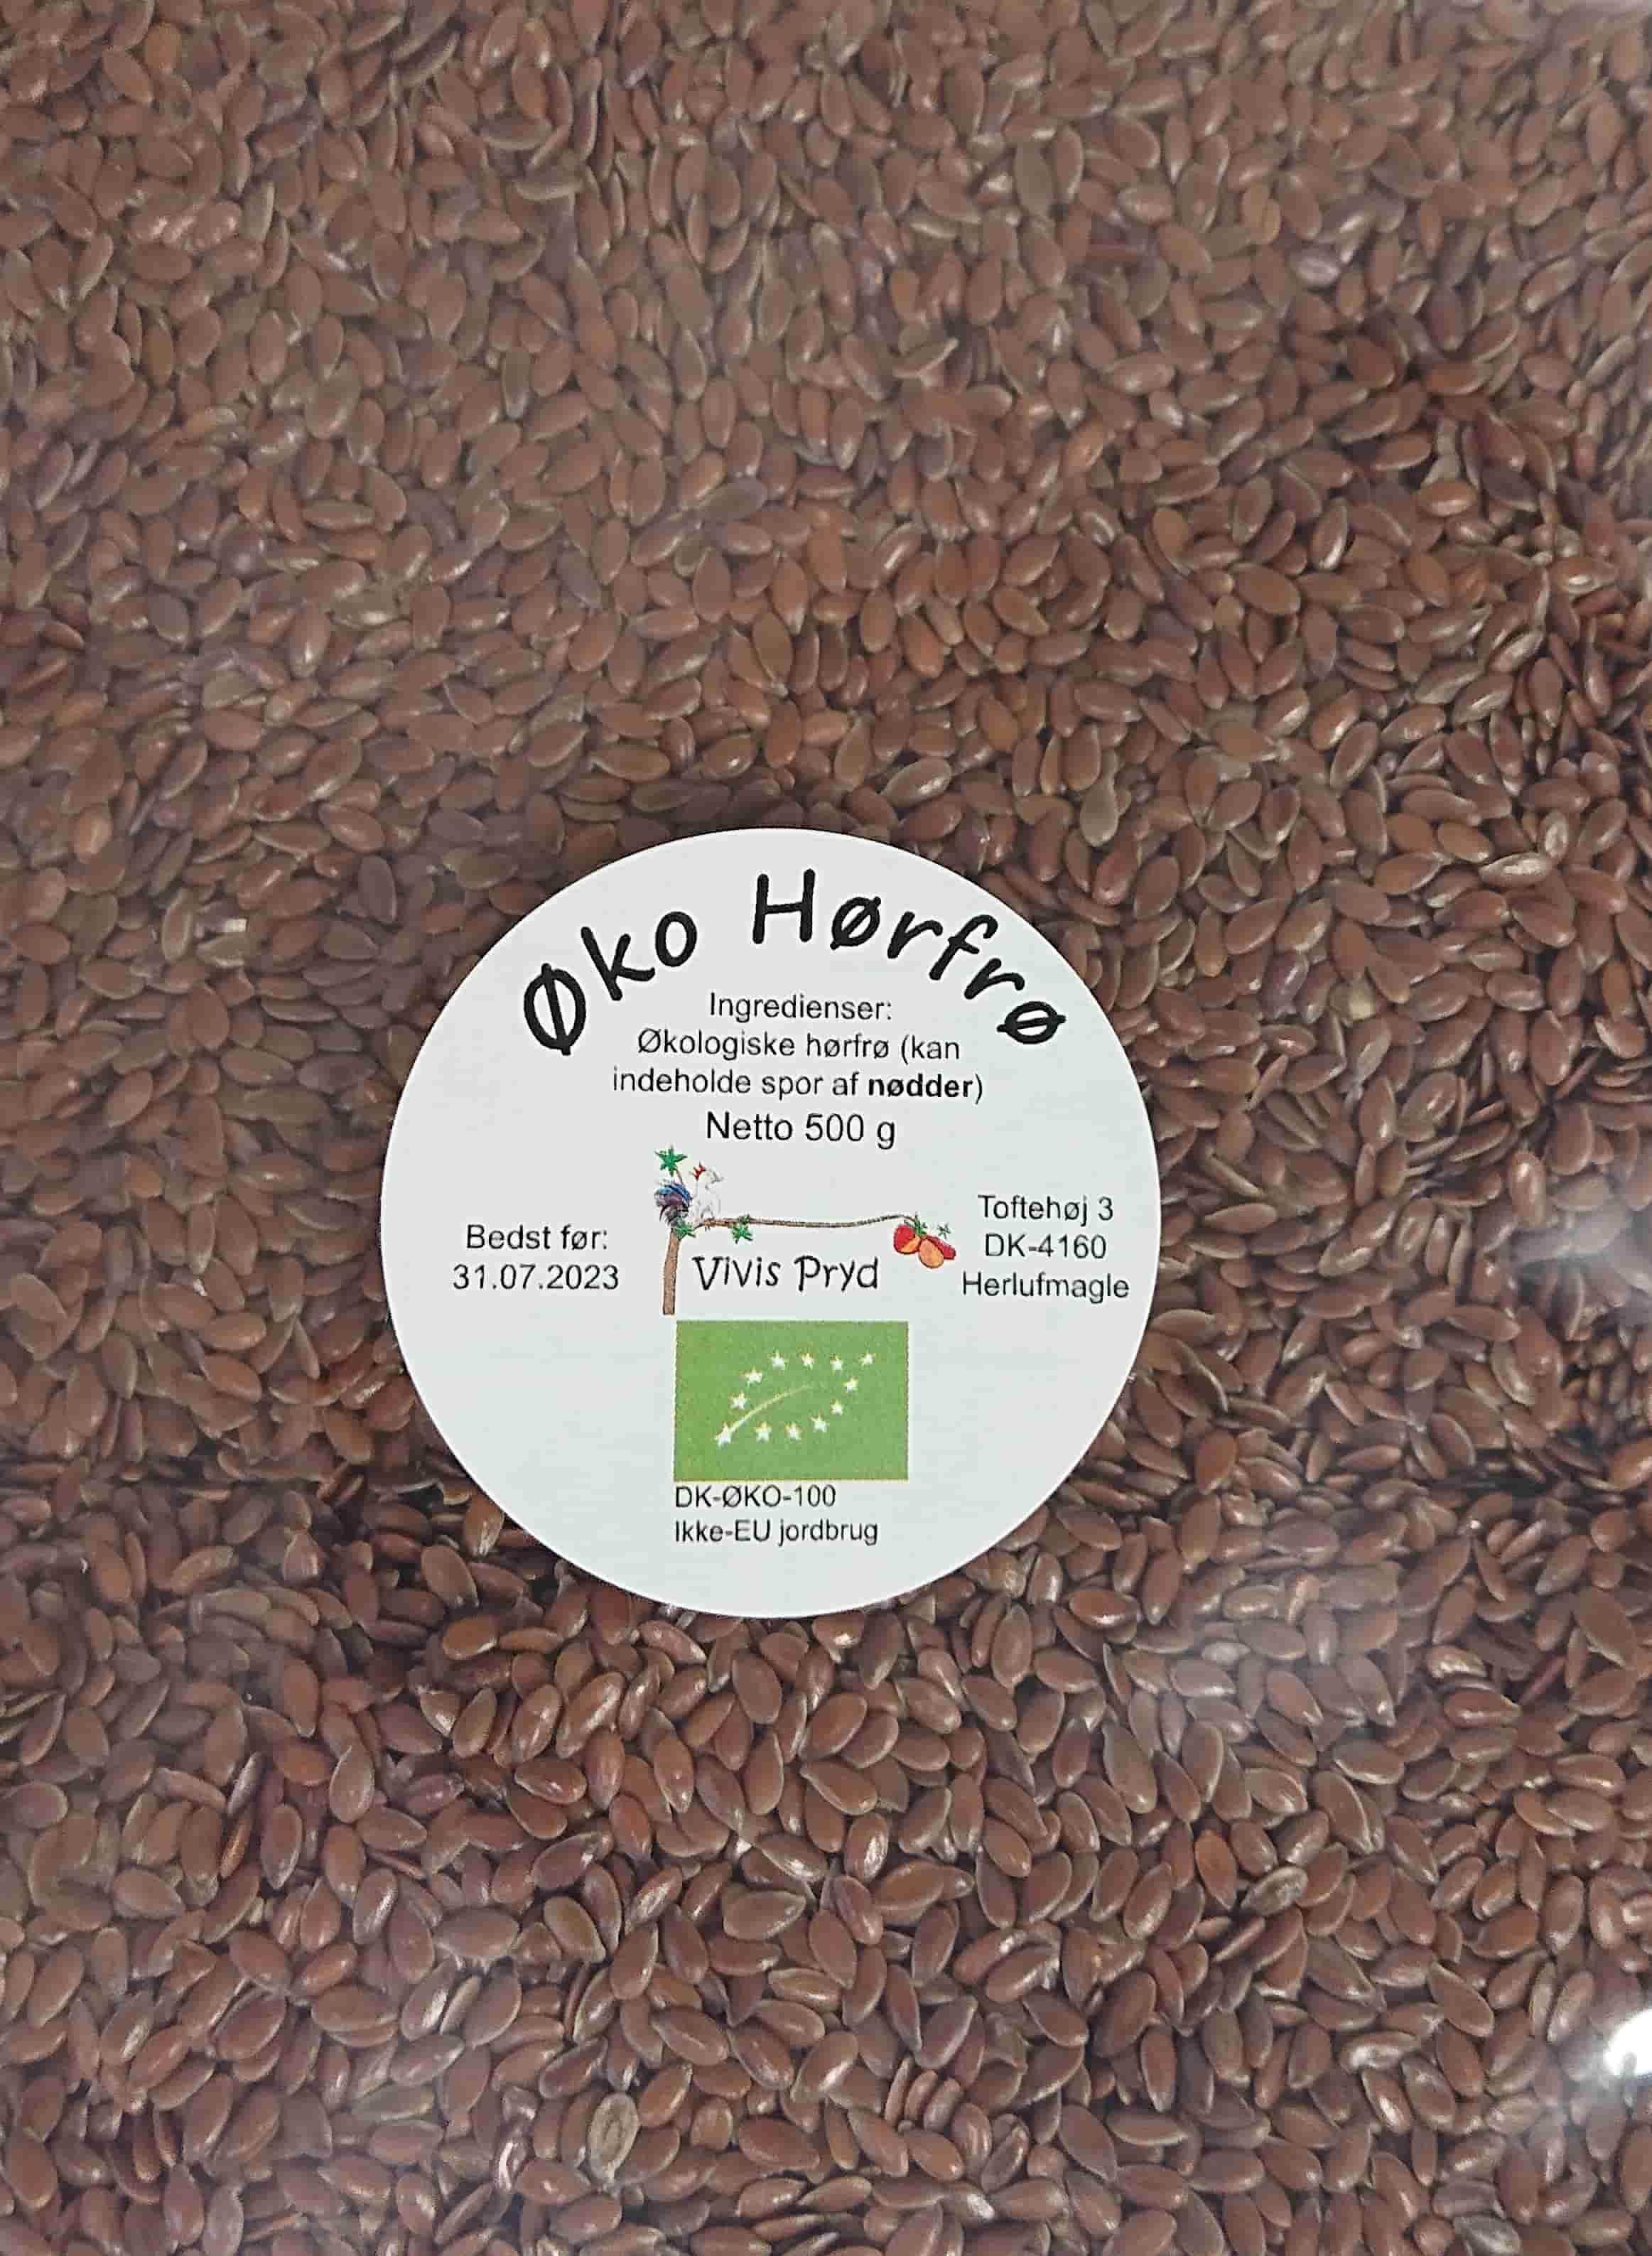 Øko Hørfrø
Ingredienser:
Økologiske hørfrø (kan
indeholde spor af nødder)
Netto 500 g
Bedst før:
31.07.2023
Vivis Pryd
Toftehøj 3
DK-4160
Herlufmagle
DK-ØKO-100
Ikke-EU jordbrug